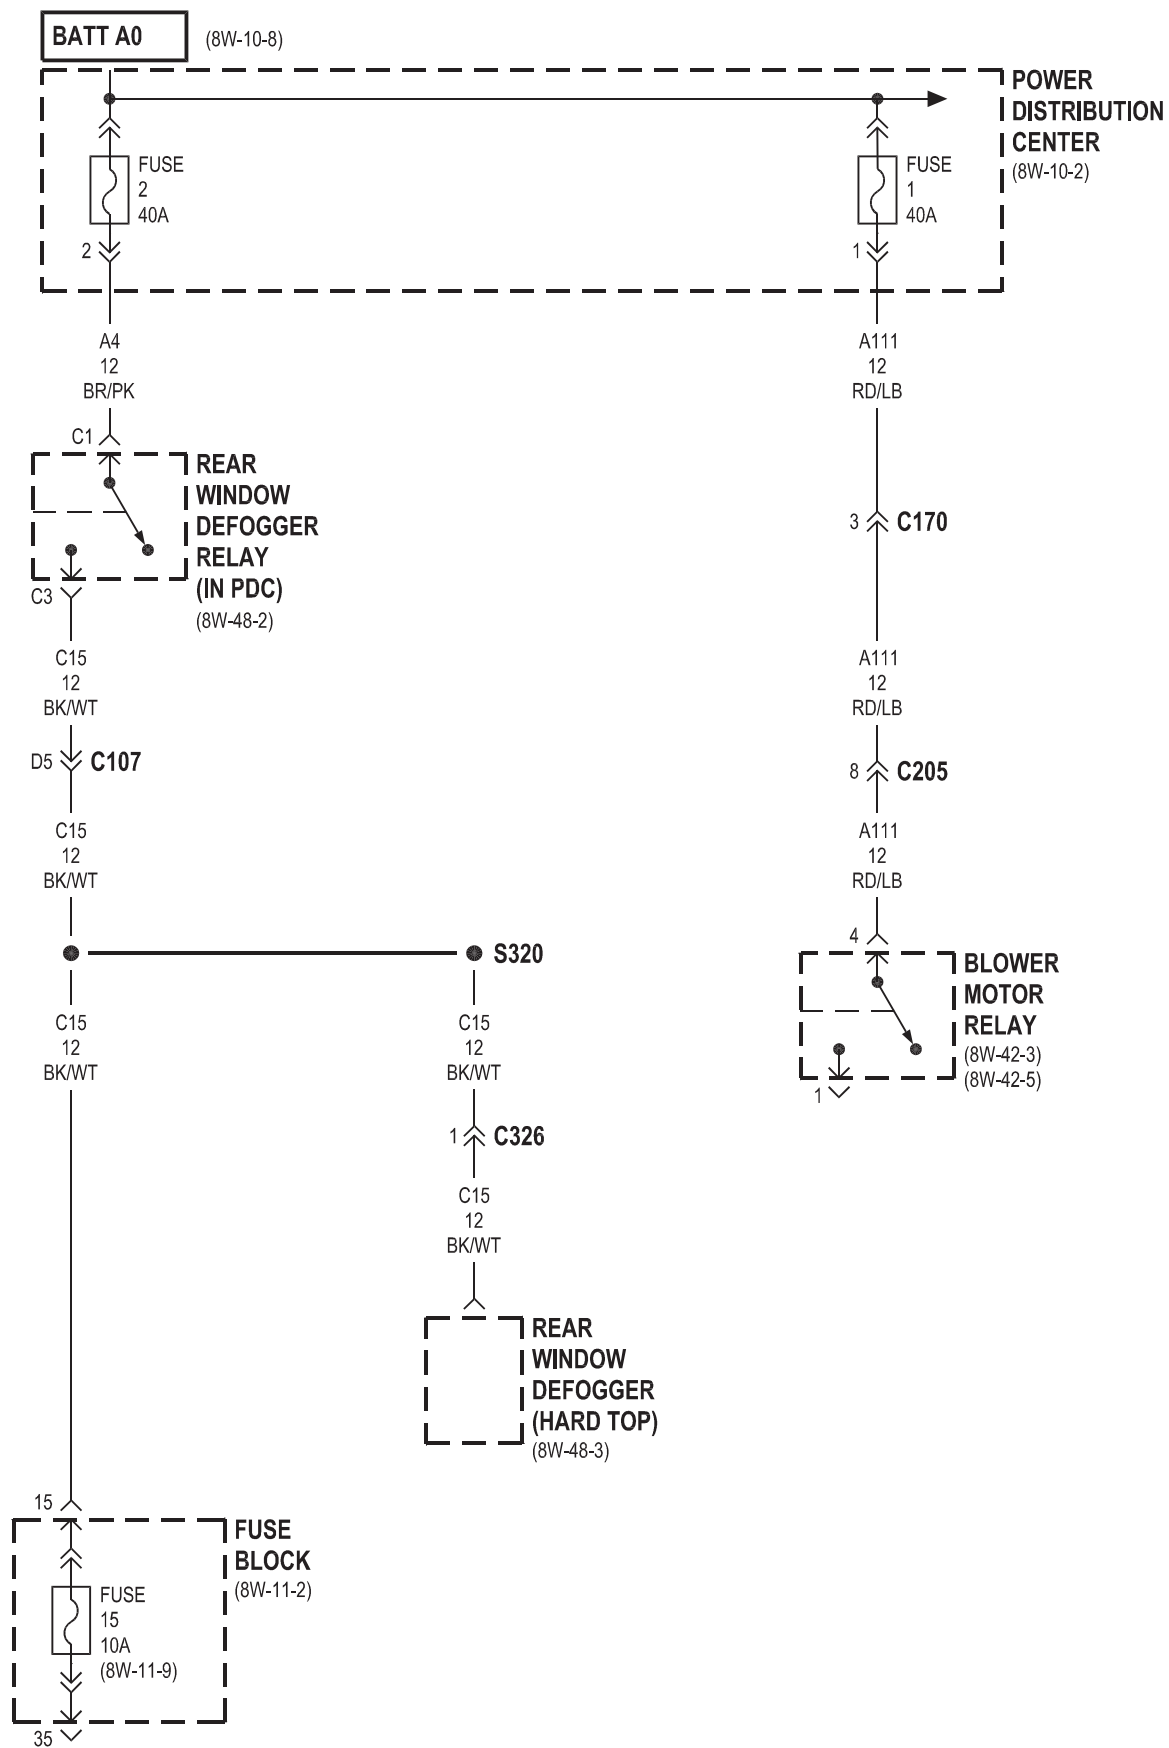 BATT A0
(8W-10-8)
POWER
DISTRIBUTION
CENTER
(8W-10-2)
FUSE
2
40A
2
FUSE
1
40A
1
A4
12
BR/PK
A111
12
RD/LB
C1
REAR
WINDOW
DEFOGGER
RELAY
(IN PDC)
(8W-48-2)
C3
3
C170
C15
12
BK/WT
A111
12
RD/LB
D5
C107
8
C205
C15
12
BK/WT
A111
12
RD/LB
S320
4
BLOWER
MOTOR
RELAY
(8W-42-3)
(8W-42-5)
1
C15
12
BK/WT
C15
12
BK/WT
1
C326
C15
12
BK/WT
REAR
WINDOW
DEFOGGER
(HARD TOP)
(8W-48-3)
15
FUSE
BLOCK
(8W-11-2)
FUSE
15
10A
(8W-11-9)
35